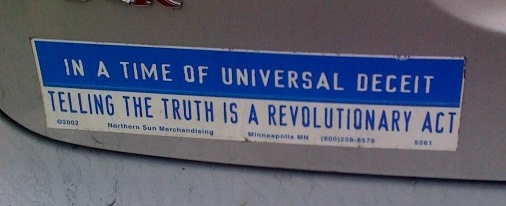 IN A TIME OF UNIVERSAL DECEIT
TELLING THE TRUTH IS A REVOLUTIONARY ACT
©2002 Northern Sun Merchandising Minneapolis MN (800)258-8579 5561